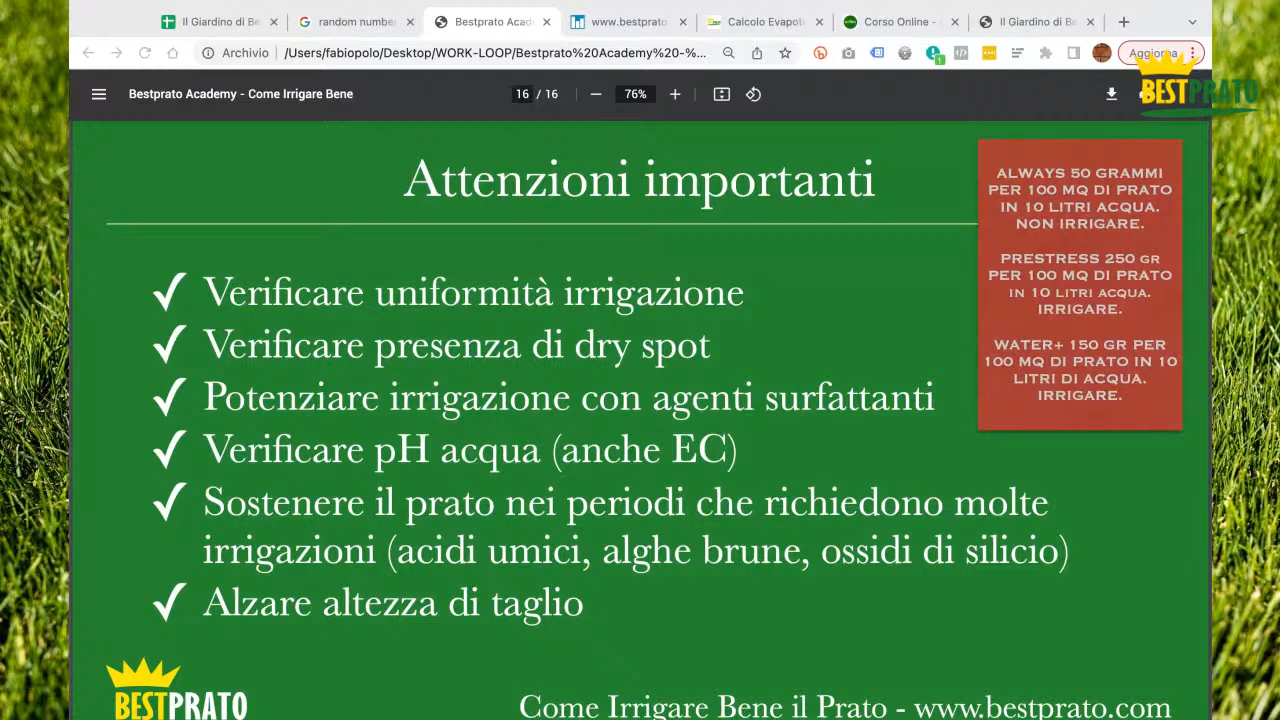 Il Giardino di Be
random number
Bestprato Acad
www.bestprato
Calcolo Evapot
Corso Online -
Il Giardino di Be
Archivio
/Users/fabiopolo/Desktop/WORK-LOOP/Bestprato%20Academy%20-%...
1
Aggiorna
Bestprato Academy - Come Irrigare Bene
16 / 16
76%
BESTPRATO
Attenzioni importanti
ALWAYS 50 GRAMMI
PER 100 MQ DI PRATO
IN 10 LITRI ACQUA.
NON IRRIGARE.
PRESTRESS 250 GR
PER 100 MQ DI PRATO
IN 10 LITRI ACQUA.
IRRIGARE.
WATER+ 150 GR PER
100 MQ DI PRATO IN 10
LITRI DI ACQUA.
IRRIGARE.
✓ Verificare uniformità irrigazione
✓ Verificare presenza di dry spot
✓ Potenziare irrigazione con agenti surfattanti
✓ Verificare pH acqua (anche EC)
✓ Sostenere il prato nei periodi che richiedono molte
irrigazioni (acidi umici, alghe brune, ossidi di silicio)
✓ Alzare altezza di taglio
BESTPRATO
Come Irrigare Bene il Prato - www.bestprato.com